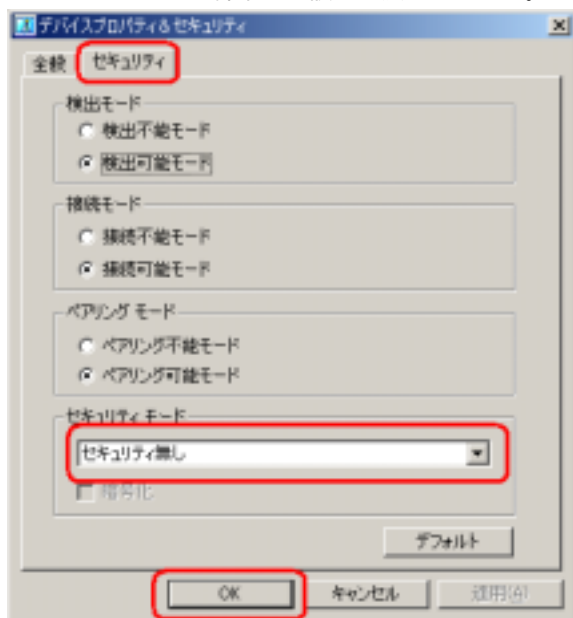 デバイスプロパティ&セキュリティ
全般 セキュリティ
検出モード
検出不能モード
検出可能モード
接続モード
接続不能モード
接続可能モード
ペアリング モード
ペアリング不能モード
ペアリング可能モード
セキュリティ モード
セキュリティ無し
暗号化
デフォルト
OK キャンセル 適用(A)